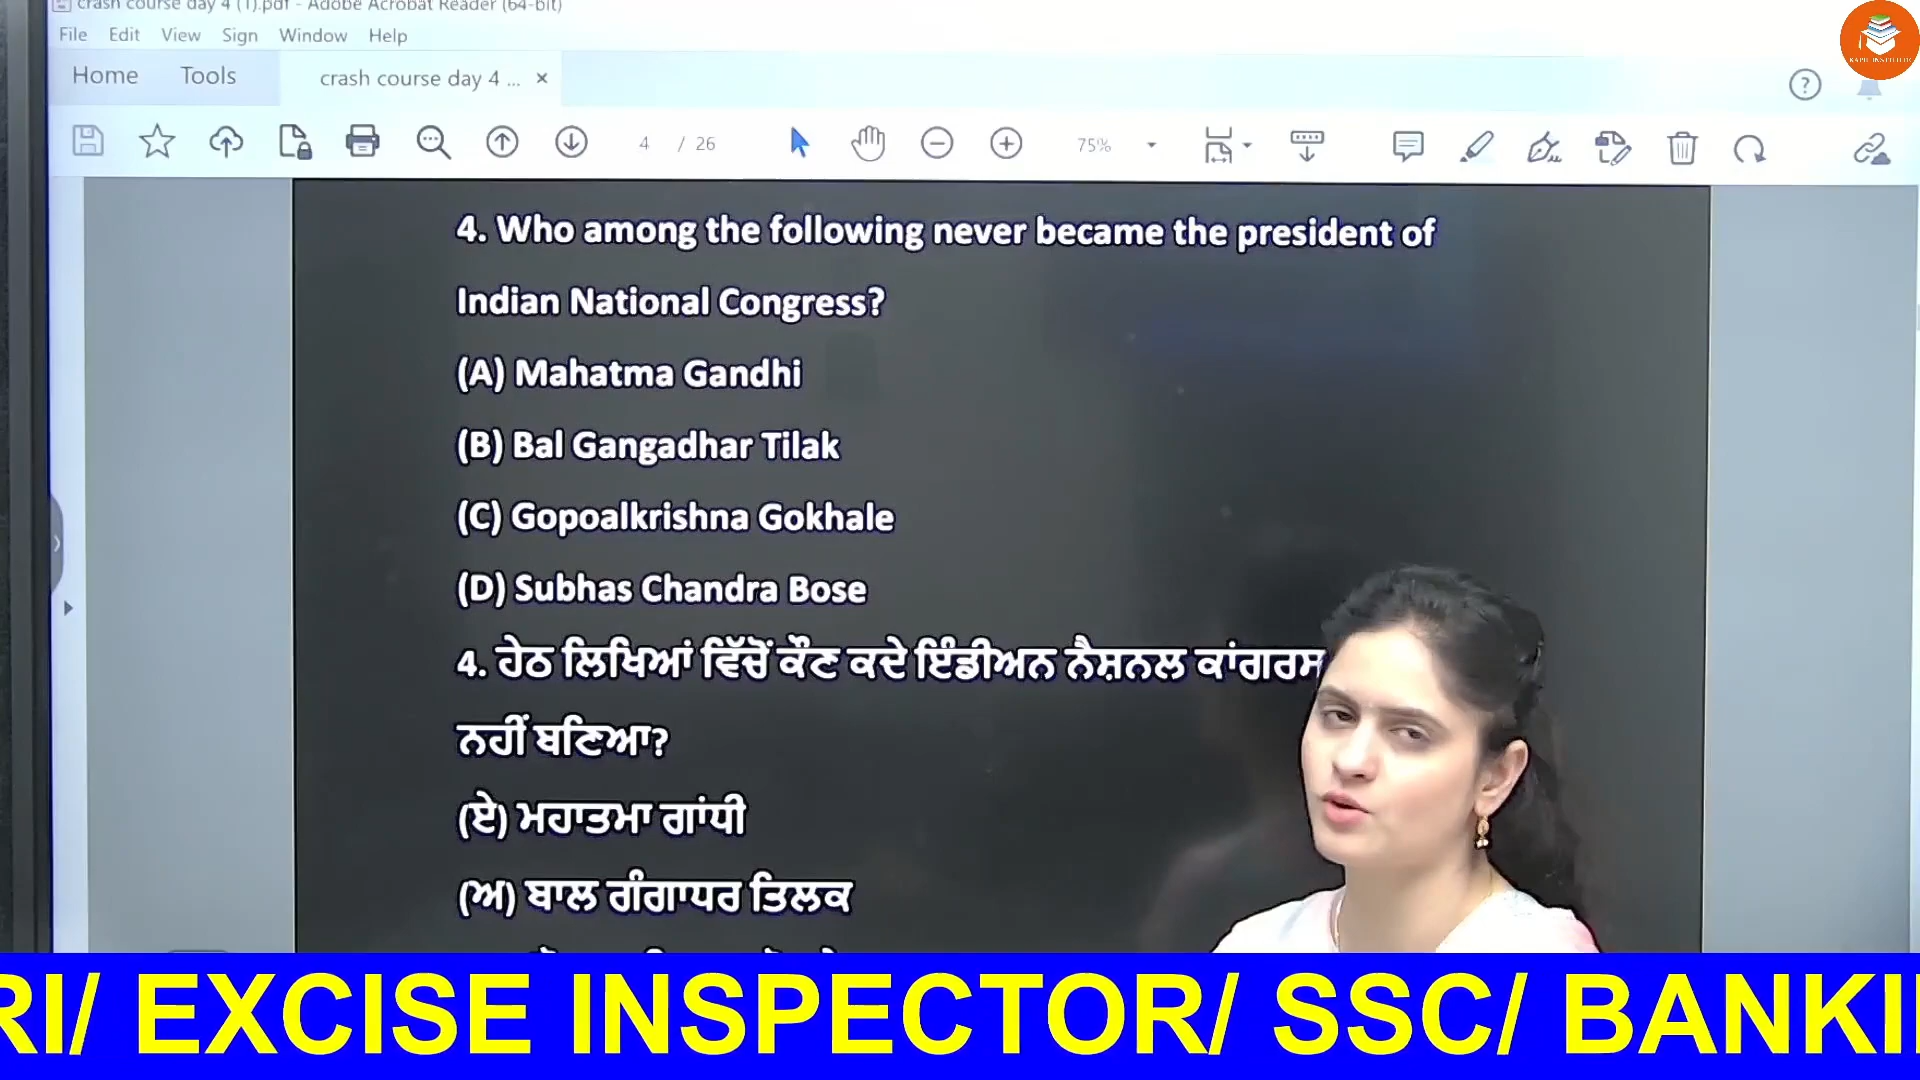 crash course day 4 (1).pdf - Adobe Acrobat Reader (64-bit)
File Edit View Sign Window Help
Home Tools crash course day 4 ... ×
4 / 26 75%
4. Who among the following never became the president of
Indian National Congress?
(A) Mahatma Gandhi
(B) Bal Gangadhar Tilak
(C) Gopoalkrishna Gokhale
(D) Subhas Chandra Bose
4. ਹੇਠ ਲਿਖਿਆਂ ਵਿੱਚੋਂ ਕੌਣ ਕਦੇ ਇੰਡੀਅਨ ਨੈਸ਼ਨਲ ਕਾਂਗਰਸ
ਨਹੀਂ ਬਣਿਆ?
(ਏ) ਮਹਾਤਮਾ ਗਾਂਧੀ
(ਅ) ਬਾਲ ਗੰਗਾਧਰ ਤਿਲਕ
RI/ EXCISE INSPECTOR/ SSC/ BANKI